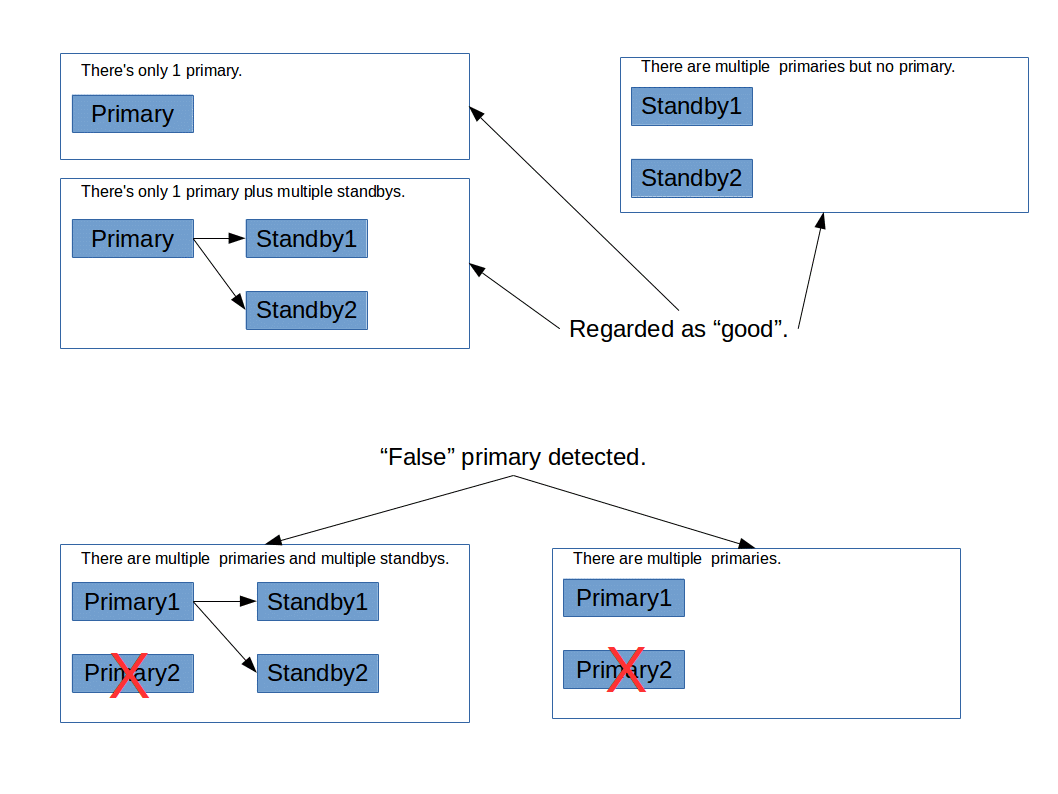 There's only 1 primary.
Primary
There are multiple  primaries but no primary.
Standby1
Standby2
There's only 1 primary plus multiple standbys.
Primary
Standby1
Standby2
Regarded as “good”.
“False” primary detected.
There are multiple  primaries and multiple standbys.
Primary1
Standby1
Primary2
Standby2
There are multiple  primaries.
Primary1
Primary2